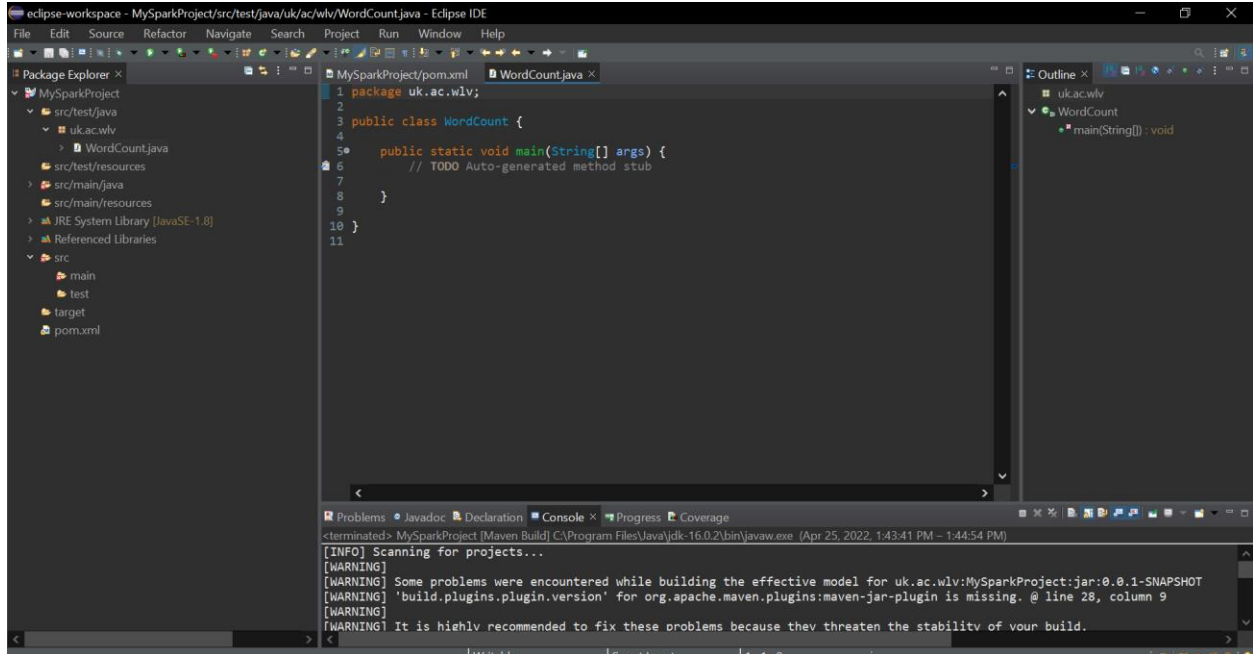 eclipse-workspace - MySparkProject/src/test/java/uk/ac/wlv/WordCount.java - Eclipse IDE
File Edit Source Refactor Navigate Search Project Run Window Help
Package Explorer ×
MySparkProject
src/test/java
uk.ac.wlv
WordCount.java
src/test/resources
src/main/java
src/main/resources
JRE System Library [JavaSE-1.8]
Referenced Libraries
src
main
test
target
pom.xml
MySparkProject/pom.xml WordCount.java ×
1 package uk.ac.wlv;
2
3 public class WordCount {
4
5 public static void main(String[] args) {
6 // TODO Auto-generated method stub
7
8 }
9
10 }
11
Outline ×
uk.ac.wlv
WordCount
main(String[]) : void
Problems Javadoc Declaration Console × Progress Coverage
<terminated> MySparkProject [Maven Build] C:\Program Files\Java\jdk-16.0.2\bin\javaw.exe (Apr 25, 2022, 1:43:41 PM – 1:44:54 PM)
[INFO] Scanning for projects...
[WARNING]
[WARNING] Some problems were encountered while building the effective model for uk.ac.wlv:MySparkProject:jar:0.0.1-SNAPSHOT
[WARNING] 'build.plugins.plugin.version' for org.apache.maven.plugins:maven-jar-plugin is missing. @ line 28, column 9
[WARNING]
[WARNING] It is highly recommended to fix these problems because they threaten the stability of your build.